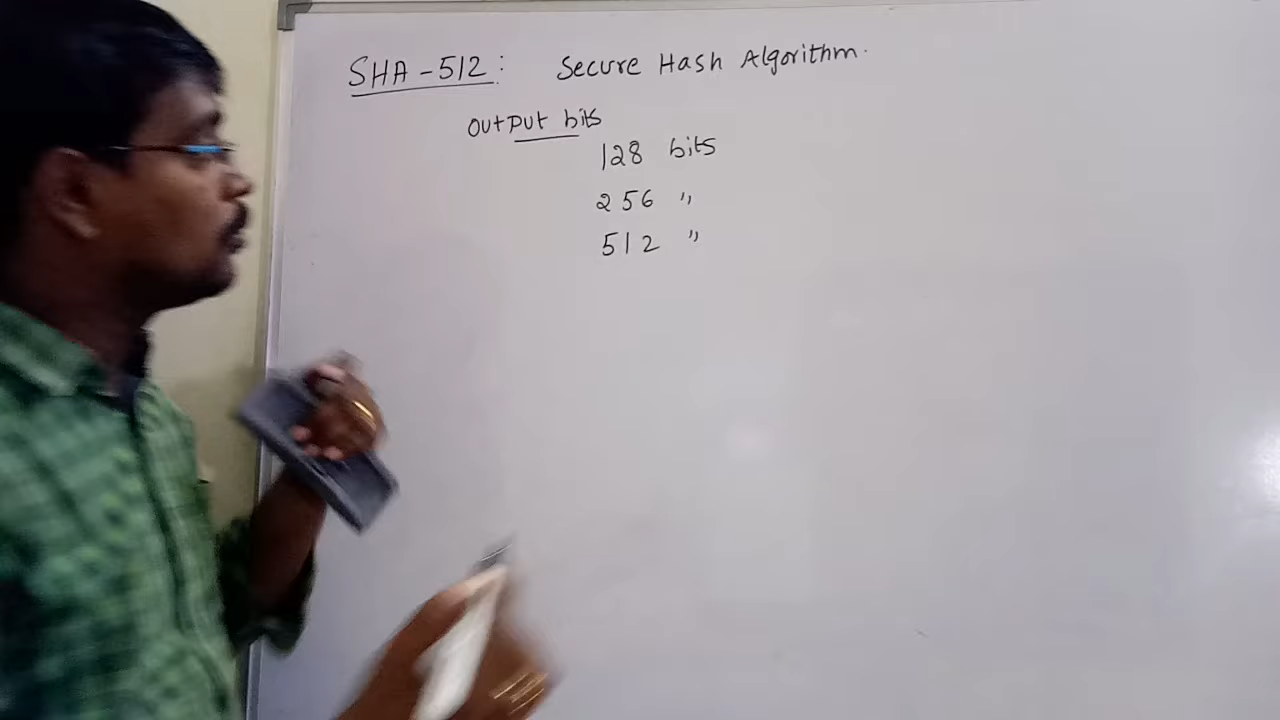 SHA-512: Secure Hash Algorithm.
output bits
128 bits
256 "
512 "